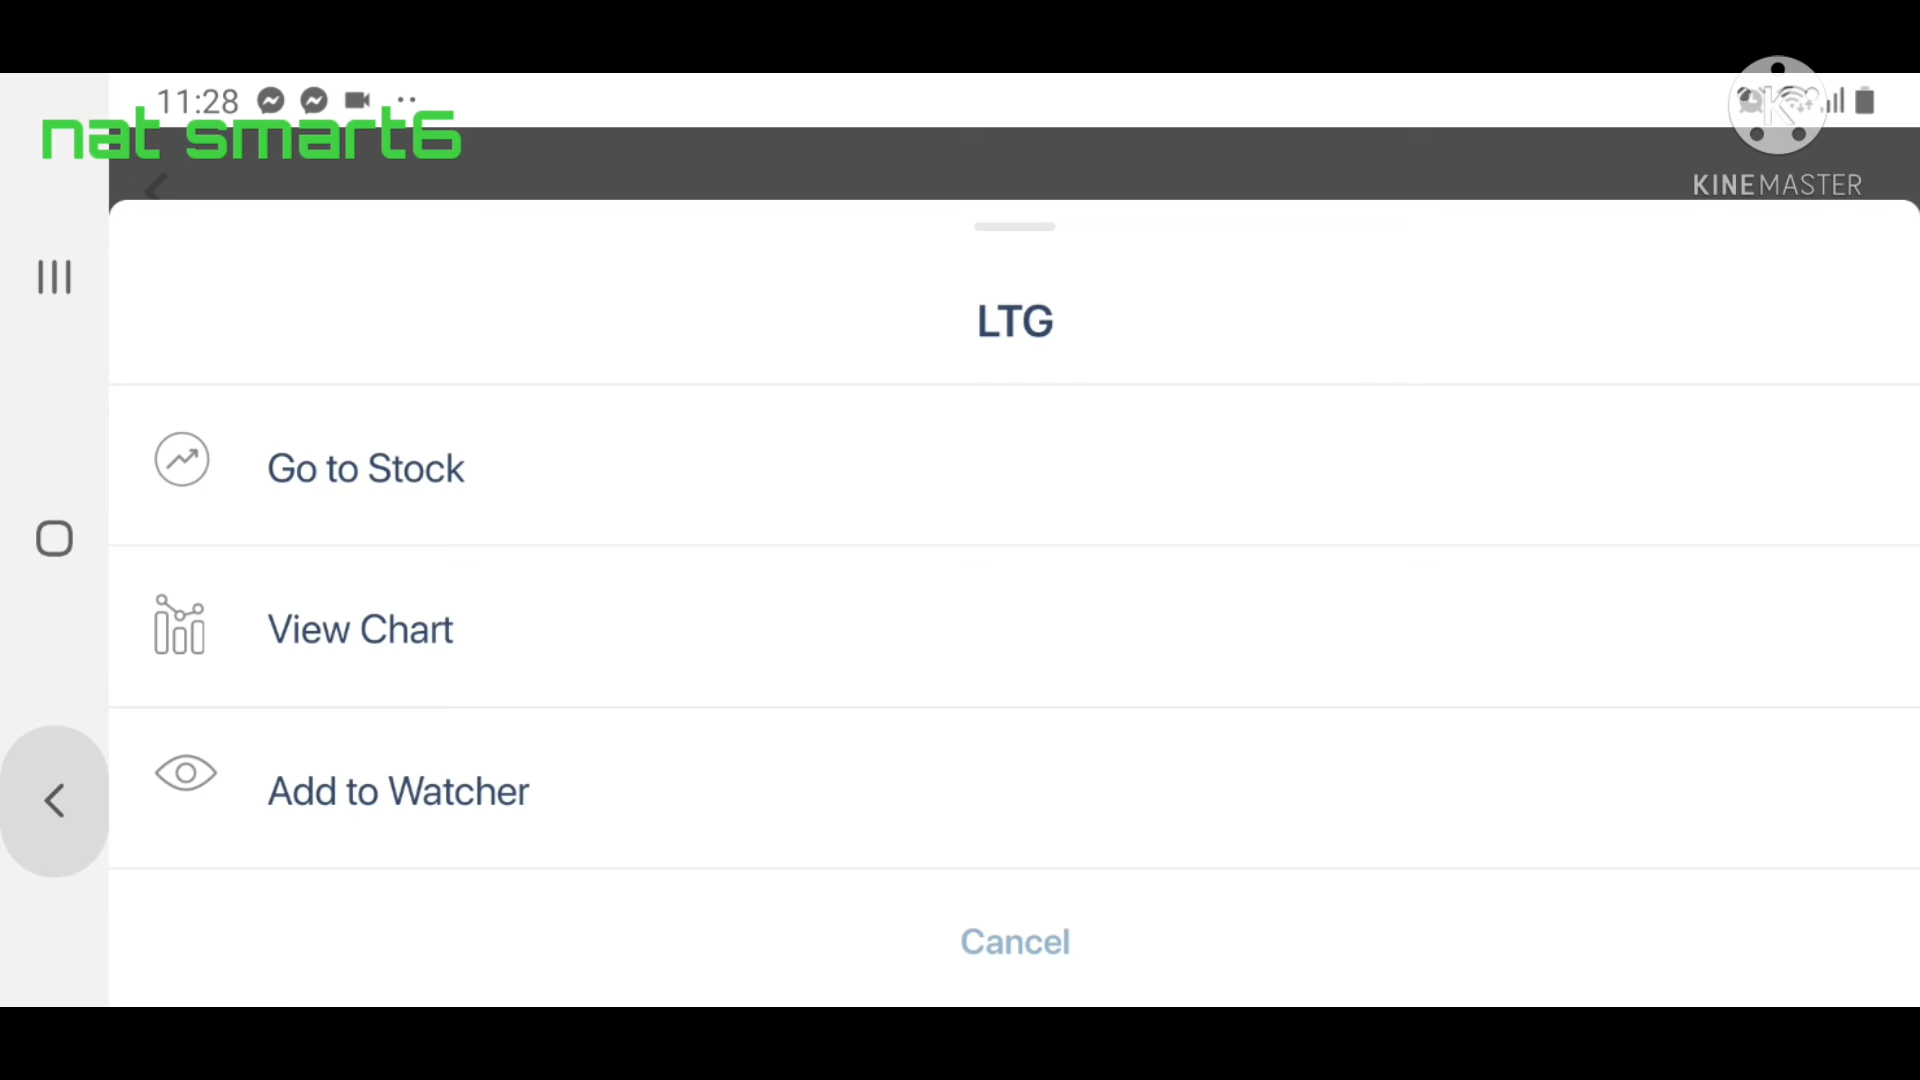 11:28
nat smart6
K
KINEMASTER
LTG
Go to Stock
View Chart
Add to Watcher
Cancel